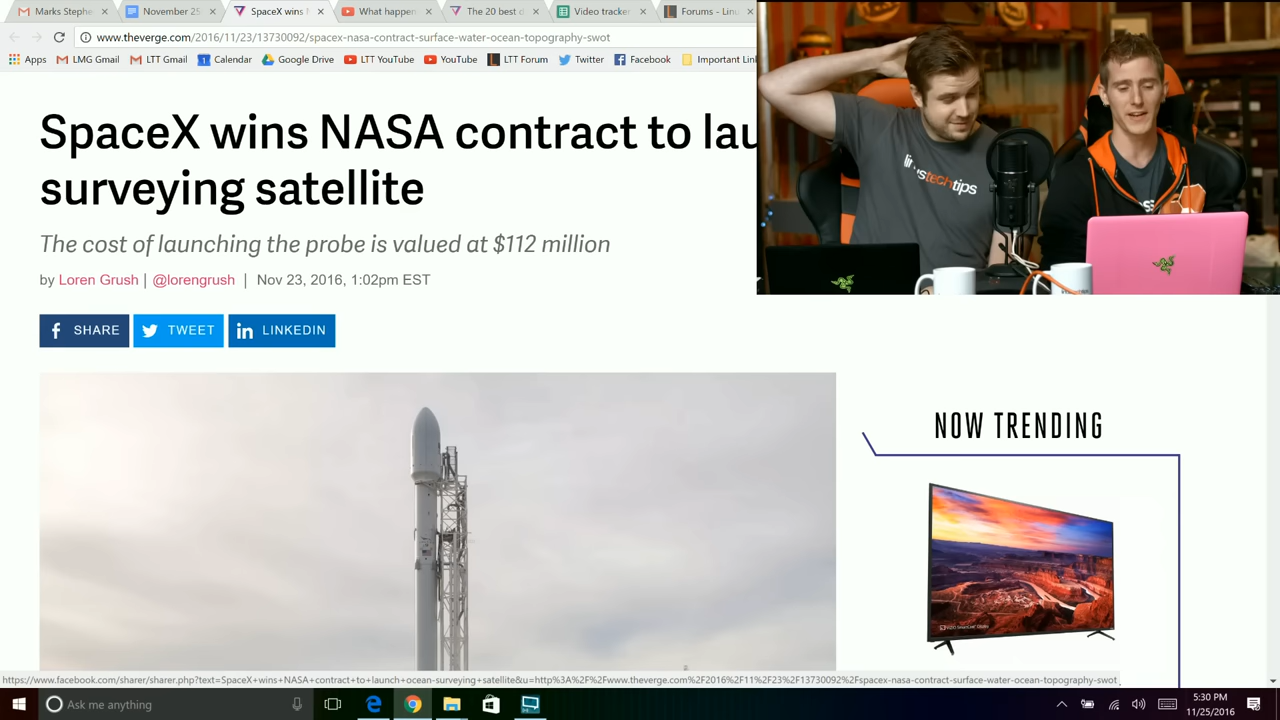 Marks Stephe
November 25
SpaceX wins
What happen
The 20 best d
Video tracker
Forums - Linu
www.theverge.com/2016/11/23/13730092/spacex-nasa-contract-surface-water-ocean-topography-swot
Apps
LMG Gmail
LTT Gmail
Calendar
Google Drive
LTT YouTube
YouTube
LTT Forum
Twitter
Facebook
Important Lin
SpaceX wins NASA contract to lau
surveying satellite
The cost of launching the probe is valued at $112 million
by Loren Grush | @lorengrush | Nov 23, 2016, 1:02pm EST
SHARE
TWEET
LINKEDIN
linustechtips
NOW TRENDING
https://www.facebook.com/sharer/sharer.php?text=SpaceX+wins+NASA+contract+to+launch+ocean-surveying+satellite&u=http%3A%2F%2Fwww.theverge.com%2F2016%2F11%2F23%2F13730092%2Fspacex-nasa-contract-surface-water-ocean-topography-swot
Ask me anything
5:30 PM
11/25/2016